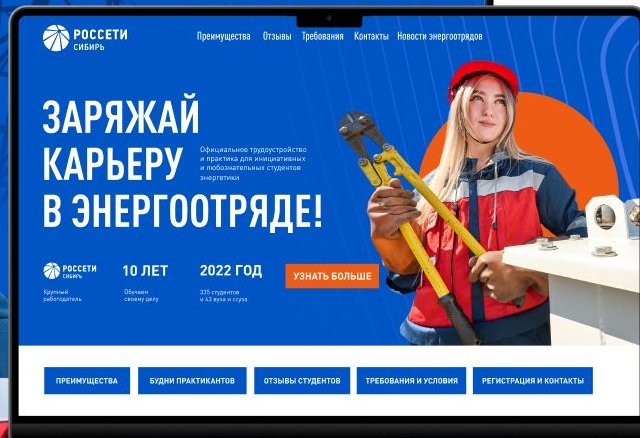 РОССЕТИ
СИБИРЬ
Преимущества Отзывы Требования Контакты Новости энергоотрядов
ЗАРЯЖАЙ
КАРЬЕРУ
В ЭНЕРГООТРЯДЕ!
Официальное трудоустройство
и практика для инициативных
и любознательных студентов
энергетики
РОССЕТИ
СИБИРЬ
Крупный
работодатель
10 ЛЕТ
Обучаем
своему делу
2022 ГОД
335 студентов
и 43 вуза и ссуза
УЗНАТЬ БОЛЬШЕ
ПРЕИМУЩЕСТВА
БУДНИ ПРАКТИКАНТОВ
ОТЗЫВЫ СТУДЕНТОВ
ТРЕБОВАНИЯ И УСЛОВИЯ
РЕГИСТРАЦИЯ И КОНТАКТЫ